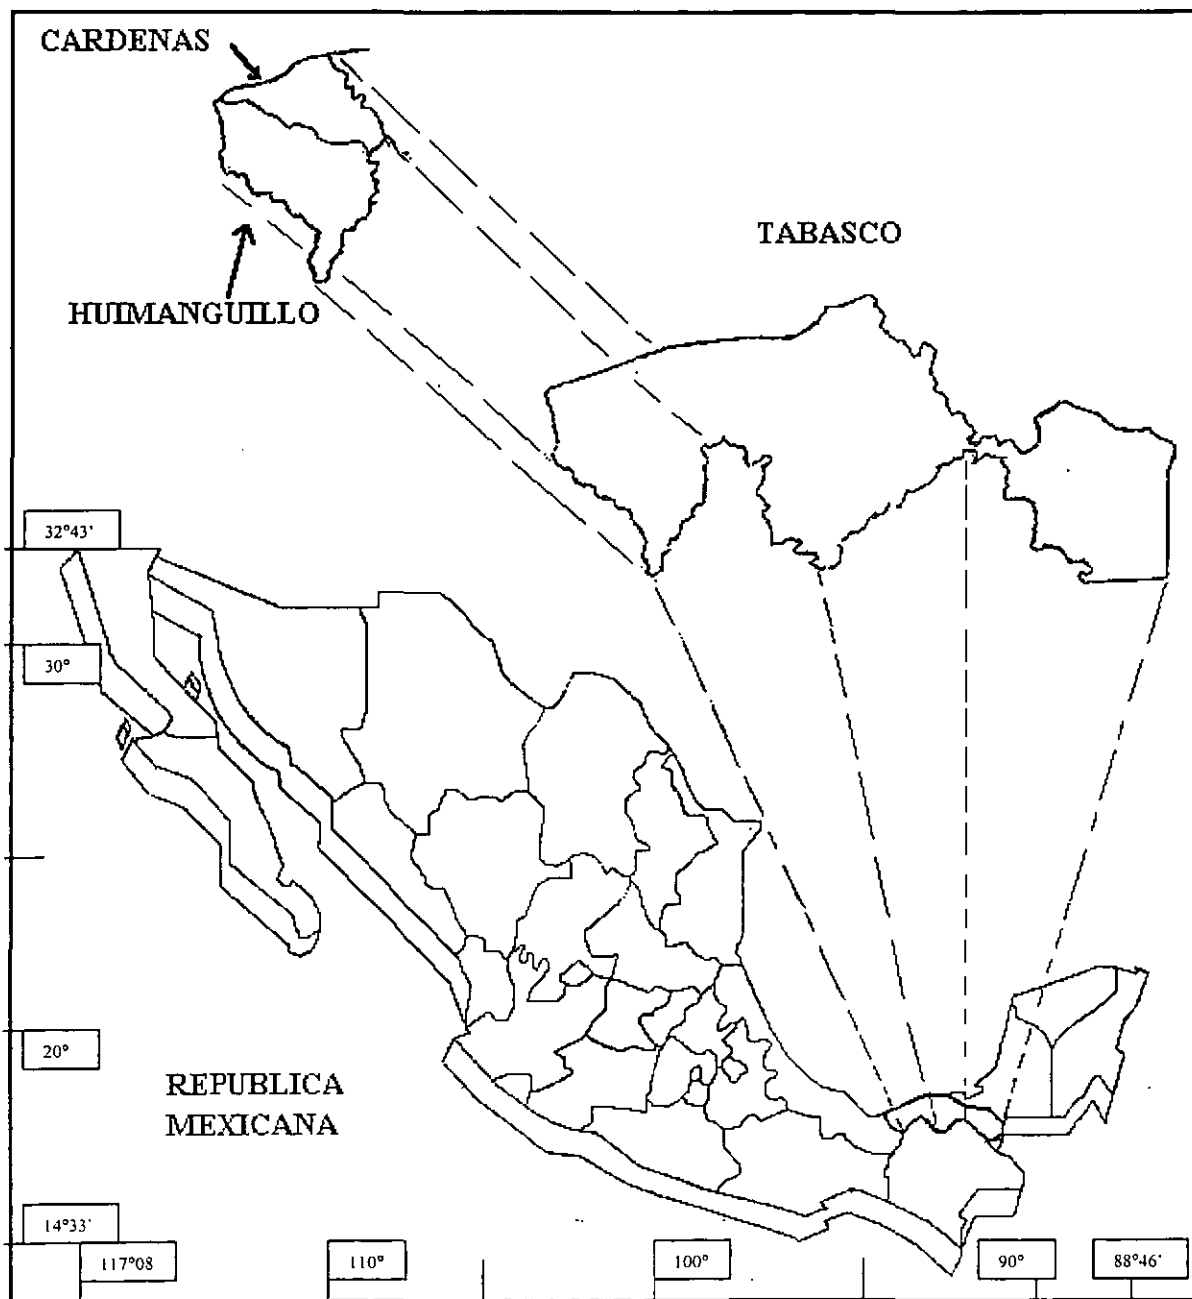 CARDENAS
TABASCO
HUIMANGUILLO
32°43'
30°
20°
REPUBLICA
MEXICANA
14°33'
117°08
110°
100°
90°
88°46'